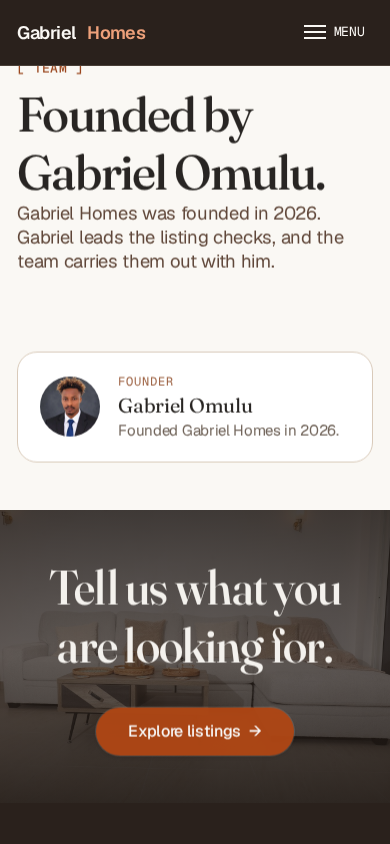 Gabriel Homes
MENU
[ TEAM ]
Founded by
Gabriel Omulu.
Gabriel Homes was founded in 2026.
Gabriel leads the listing checks, and the
team carries them out with him.
FOUNDER
Gabriel Omulu
Founded Gabriel Homes in 2026.
Tell us what you
are looking for.
Explore listings →